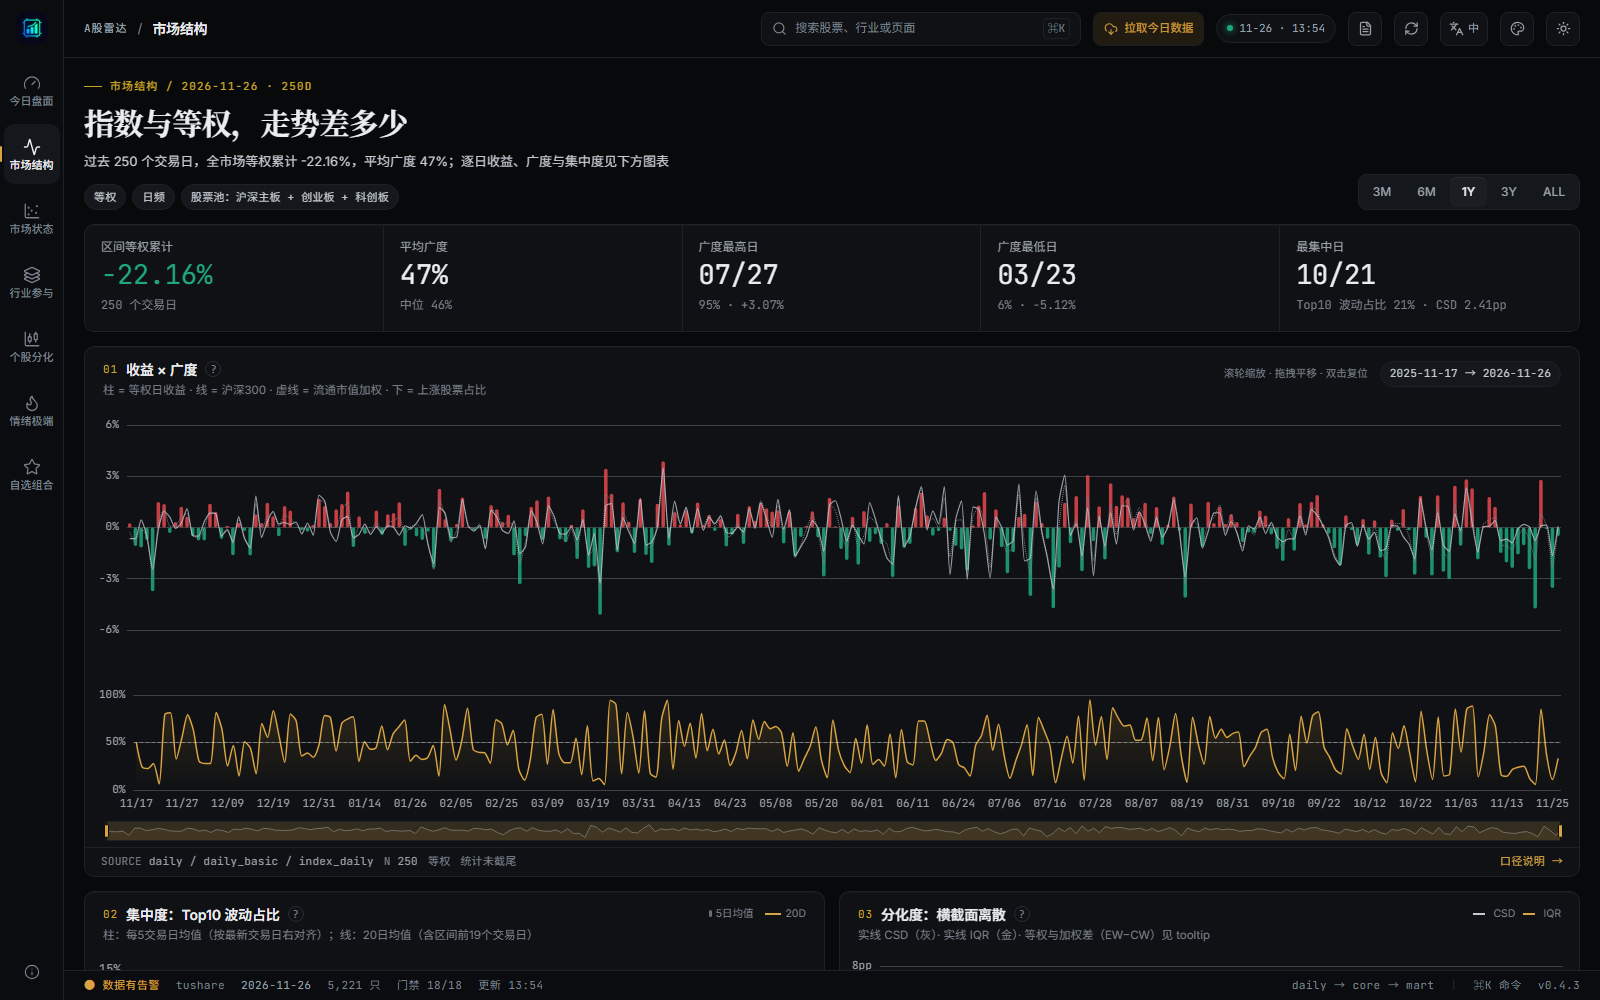 A股雷达 / 市场结构
搜索股票、行业或页面 ⌘K
拉取今日数据
11-26 · 13:54
中
今日盘面
市场结构
市场状态
行业参与
个股分化
情绪极端
自选组合
市场结构 / 2026-11-26 · 250D
指数与等权，走势差多少
过去 250 个交易日，全市场等权累计 -22.16%，平均广度 47%；逐日收益、广度与集中度见下方图表
等权 日频 股票池：沪深主板 + 创业板 + 科创板
3M 6M 1Y 3Y ALL
区间等权累计
-22.16%
250 个交易日
平均广度
47%
中位 46%
广度最高日
07/27
95% · +3.07%
广度最低日
03/23
6% · -5.12%
最集中日
10/21
Top10 波动占比 21% · CSD 2.41pp
01 收益 × 广度 ?
柱 = 等权日收益 · 线 = 沪深300 · 虚线 = 流通市值加权 · 下 = 上涨股票占比
滚轮缩放 · 拖拽平移 · 双击复位
2025-11-17 → 2026-11-26
6%
3%
0%
-3%
-6%
100%
50%
0%
11/17 11/27 12/09 12/19 12/31 01/14 01/26 02/05 02/25 03/09 03/19 03/31 04/13 04/23 05/08 05/20 06/01 06/11 06/24 07/06 07/16 07/28 08/07 08/19 08/31 09/10 09/22 10/12 10/22 11/03 11/13 11/25
SOURCE daily / daily_basic / index_daily N 250 等权 统计未截尾
口径说明 →
02 集中度：Top10 波动占比 ?
5日均值 20D
柱：每5交易日均值（按最新交易日右对齐）；线：20日均值（含区间前19个交易日）
15%
03 分化度：横截面离散 ?
CSD IQR
实线 CSD（灰）· 实线 IQR（金）· 等权与加权差（EW−CW）见 tooltip
8pp
数据有告警 tushare 2026-11-26 5,221 只 门禁 18/18 更新 13:54
daily → core → mart
⌘K 命令 v0.4.3